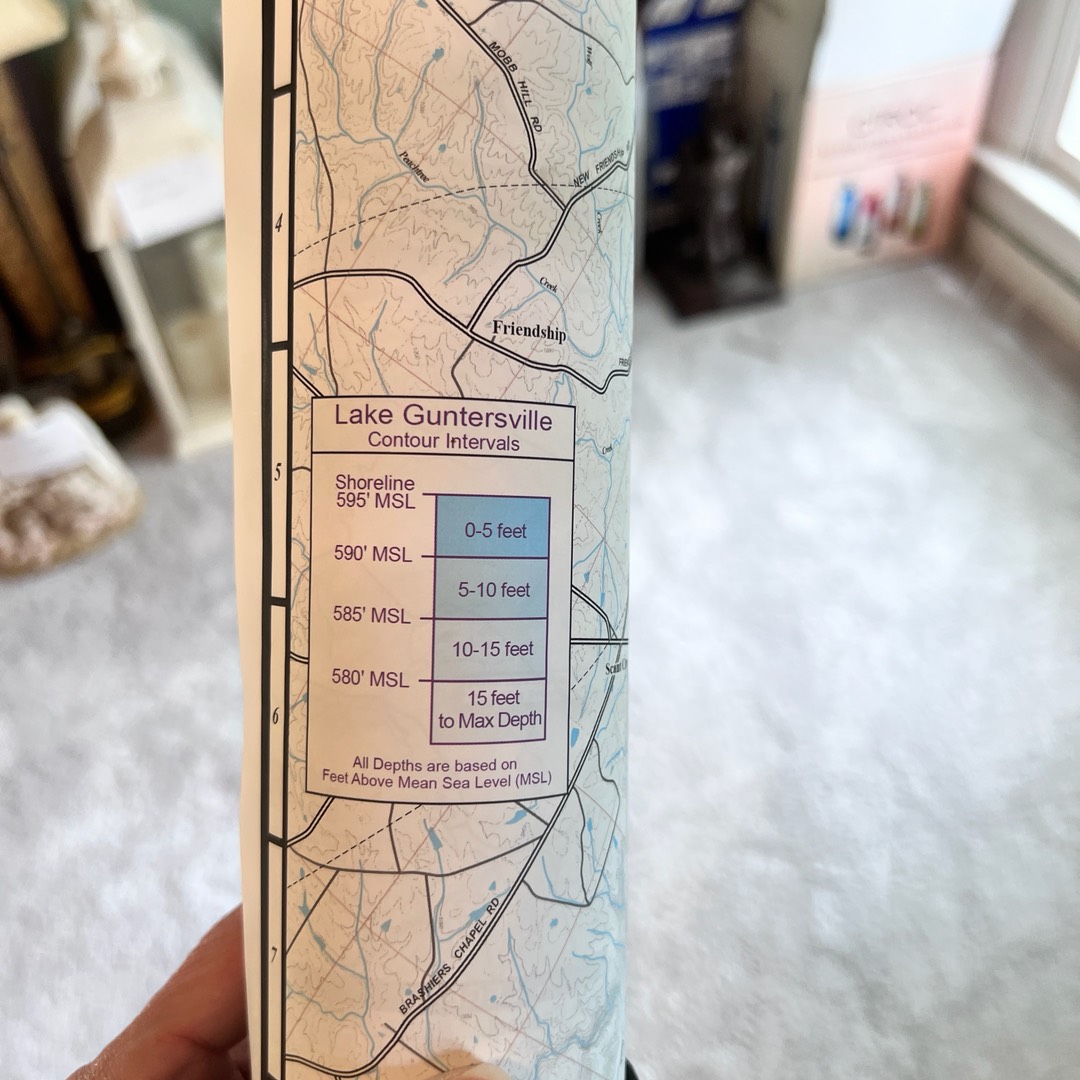 MOBB HILL RD
NEW FRIENDSHIP
Peachtree
4
Creek
Creek
Friendship
Lake Guntersville
Contour Intervals
Creek
5
Shoreline
595' MSL
0-5 feet
590' MSL
5-10 feet
585' MSL
10-15 feet
580' MSL
15 feet
to Max Depth
6
All Depths are based on
Feet Above Mean Sea Level (MSL)
7
BRASHIERS CHAPEL RD